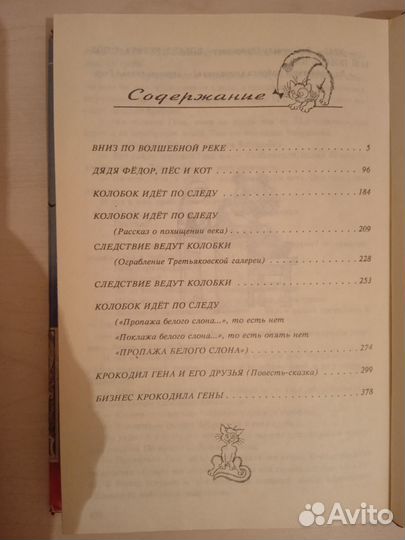 Содержание
ВНИЗ ПО ВОЛШЕБНОЙ РЕКЕ 5
ДЯДЯ ФЁДОР, ПЁС И КОТ 96
КОЛОБОК ИДЁТ ПО СЛЕДУ 184
КОЛОБОК ИДЁТ ПО СЛЕДУ
(Рассказ о похищении века) 209
СЛЕДСТВИЕ ВЕДУТ КОЛОБКИ
(Ограбление Третьяковской галереи) 228
СЛЕДСТВИЕ ВЕДУТ КОЛОБКИ 253
КОЛОБОК ИДЁТ ПО СЛЕДУ
(«Пропажа белого слона...», то есть нет
«Поклажа белого слона...», то есть опять нет
«ПРОПАЖА БЕЛОГО СЛОНА») 274
КРОКОДИЛ ГЕНА И ЕГО ДРУЗЬЯ (Повесть-сказка) 299
БИЗНЕС КРОКОДИЛА ГЕНЫ 378
Avito